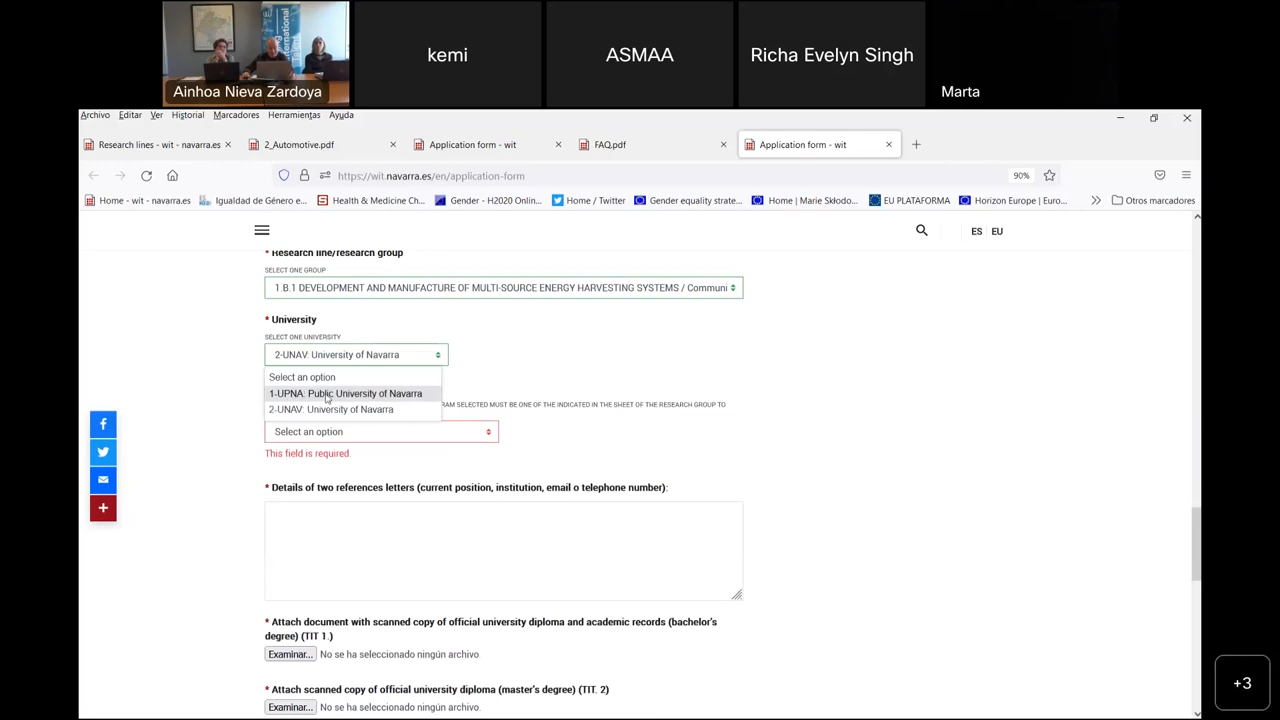 International
Ainhoa Nieva Zardoya
kemi
ASMAA
Richa Evelyn Singh
Marta
Archivo Editar Ver Historial Marcadores Herramientas Ayuda
Research lines - wit - navarra.es
2_Automotive.pdf
Application form - wit
FAQ.pdf
Application form - wit
https://wit.navarra.es/en/application-form
90%
Home - wit - navarra.es
Igualdad de Género e...
Health & Medicine Ch...
Gender - H2020 Onlin...
Home / Twitter
Gender equality strate...
Home | Marie Skłodo...
EU PLATAFORMA
Horizon Europe | Euro...
Otros marcadores
ES EU
* Research line/research group
SELECT ONE GROUP
1.B.1 DEVELOPMENT AND MANUFACTURE OF MULTI-SOURCE ENERGY HARVESTING SYSTEMS / Communi
* University
SELECT ONE UNIVERSITY
2-UNAV: University of Navarra
Select an option
1-UPNA: Public University of Navarra
2-UNAV: University of Navarra
RAM SELECTED MUST BE ONE OF THE INDICATED IN THE SHEET OF THE RESEARCH GROUP TO
Select an option
This field is required.
* Details of two references letters (current position, institution, email o telephone number):
* Attach document with scanned copy of official university diploma and academic records (bachelor's
degree) (TIT 1.)
Examinar... No se ha seleccionado ningún archivo.
* Attach scanned copy of official university diploma (master's degree) (TIT. 2)
Examinar... No se ha seleccionado ningún archivo.
+3